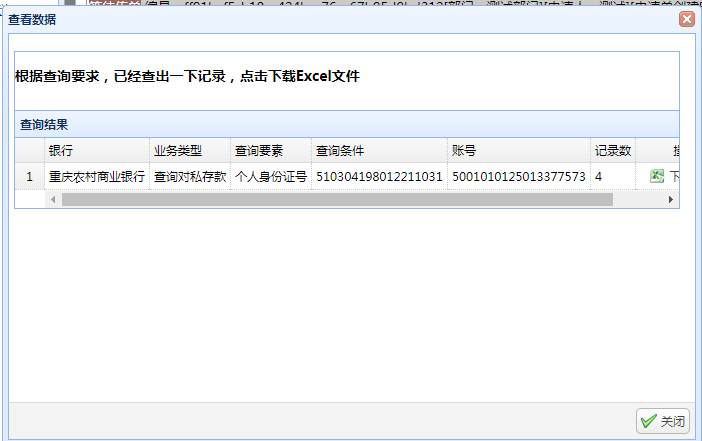 查看数据
根据查询要求，已经查出一下记录，点击下载Excel文件
查询结果
银行 业务类型 查询要素 查询条件 账号 记录数
1 重庆农村商业银行 查询对私存款 个人身份证号 510304198012211031 5001010125013377573 4 下
关闭